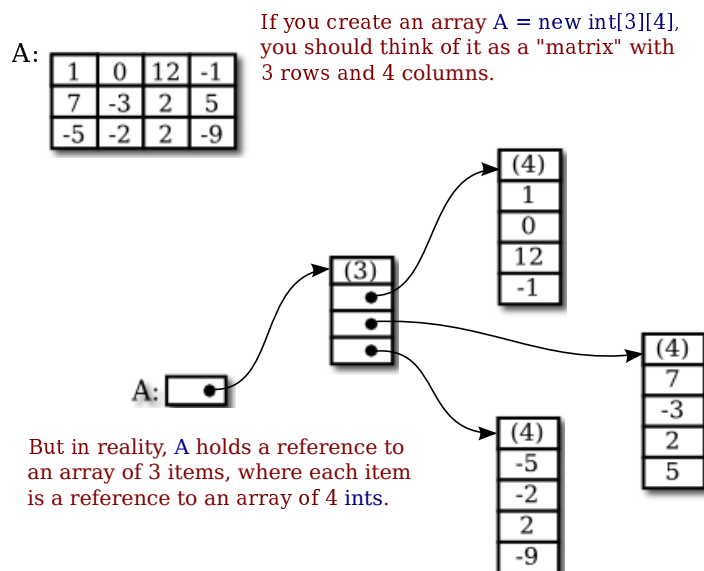 If you create an array A = new int[3][4],
you should think of it as a "matrix" with
3 rows and 4 columns.
A:
1 0 12 -1
7 -3 2 5
-5 -2 2 -9
(4)
1
0
12
-1
(3)
A:
(4)
7
-3
2
5
(4)
-5
-2
2
-9
But in reality, A holds a reference to
an array of 3 items, where each item
is a reference to an array of 4 ints.